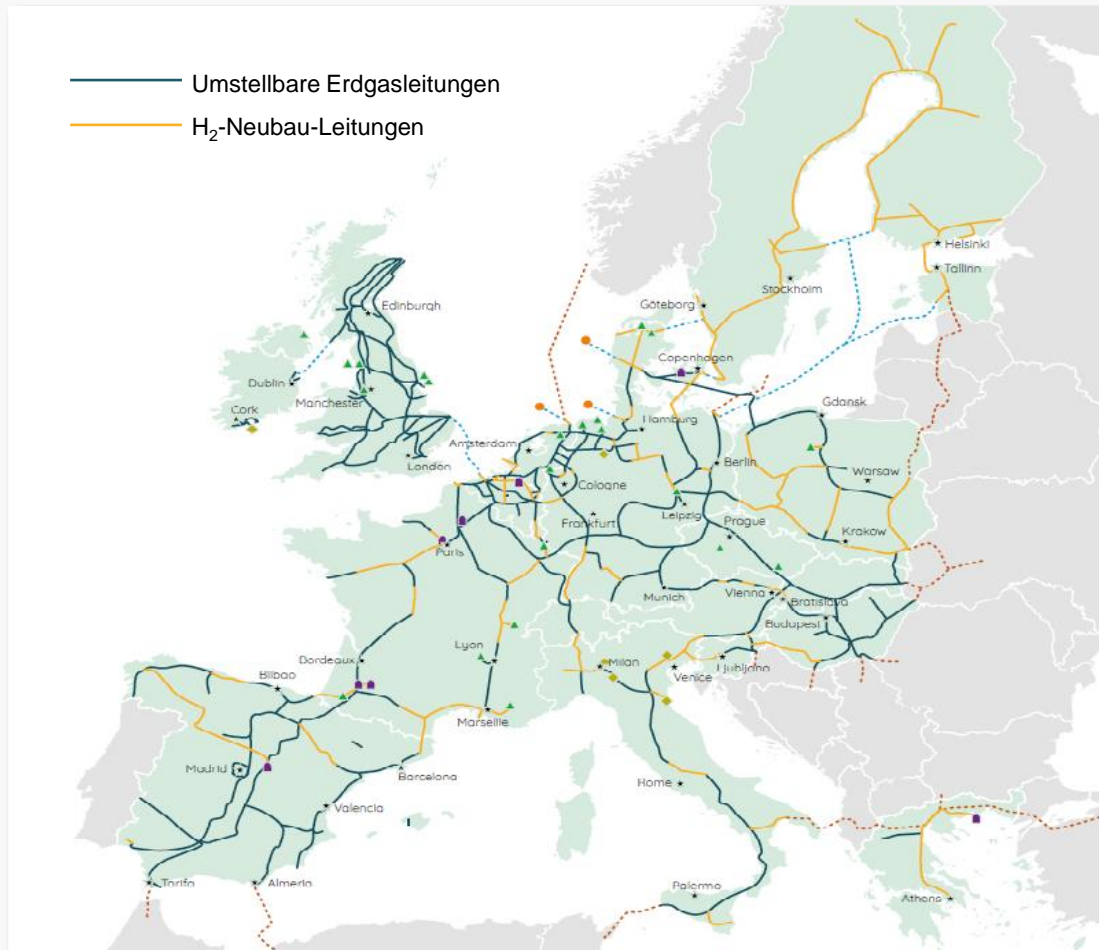 Umstellbare Erdgasleitungen
H₂-Neubau-Leitungen
Helsinki
Tallinn
Stockholm
Göteborg
Edinburgh
Copenhagen
Dublin
Manchester
Gdansk
Cork
Hamburg
Amsterdam
London
Berlin
Warsaw
Cologne
Leipzig
Frankfurt
Prague
Krakow
Paris
Munich
Vienna
Bratislava
Budapest
Lyon
Milan
Ljubljana
Bordeaux
Venice
Bilbao
Marseille
Madrid
Barcelona
Rome
Valencia
Tarifa
Almeria
Palermo
Athens